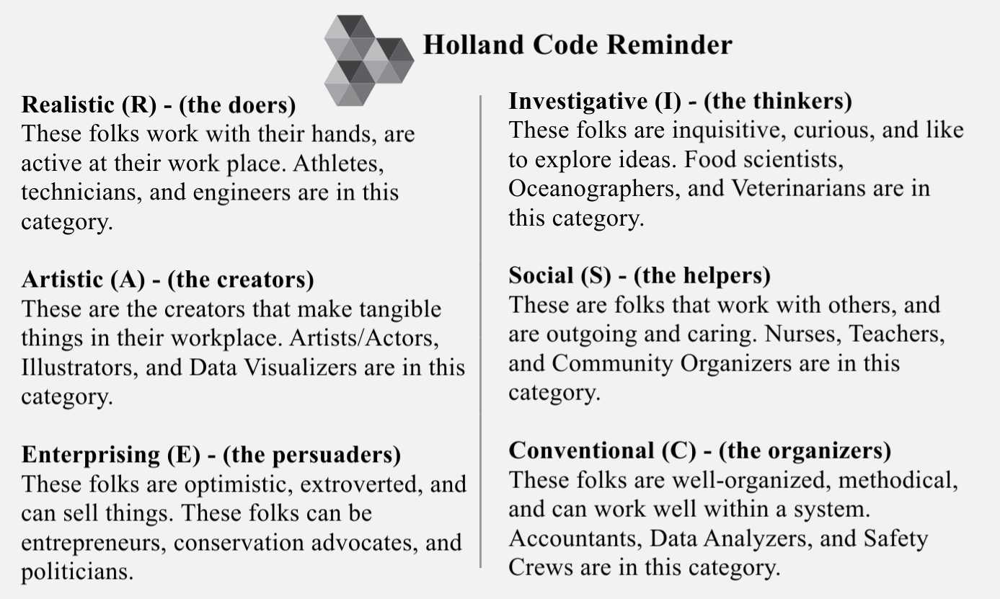 Holland Code Reminder
Realistic (R) - (the doers)
These folks work with their hands, are
active at their work place. Athletes,
technicians, and engineers are in this
category.
Artistic (A) - (the creators)
These are the creators that make tangible
things in their workplace. Artists/Actors,
Illustrators, and Data Visualizers are in this
category.
Enterprising (E) - (the persuaders)
These folks are optimistic, extroverted, and
can sell things. These folks can be
entrepreneurs, conservation advocates, and
politicians.
Investigative (I) - (the thinkers)
These folks are inquisitive, curious, and like
to explore ideas. Food scientists,
Oceanographers, and Veterinarians are in
this category.
Social (S) - (the helpers)
These are folks that work with others, and
are outgoing and caring. Nurses, Teachers,
and Community Organizers are in this
category.
Conventional (C) - (the organizers)
These folks are well-organized, methodical,
and can work well within a system.
Accountants, Data Analyzers, and Safety
Crews are in this category.